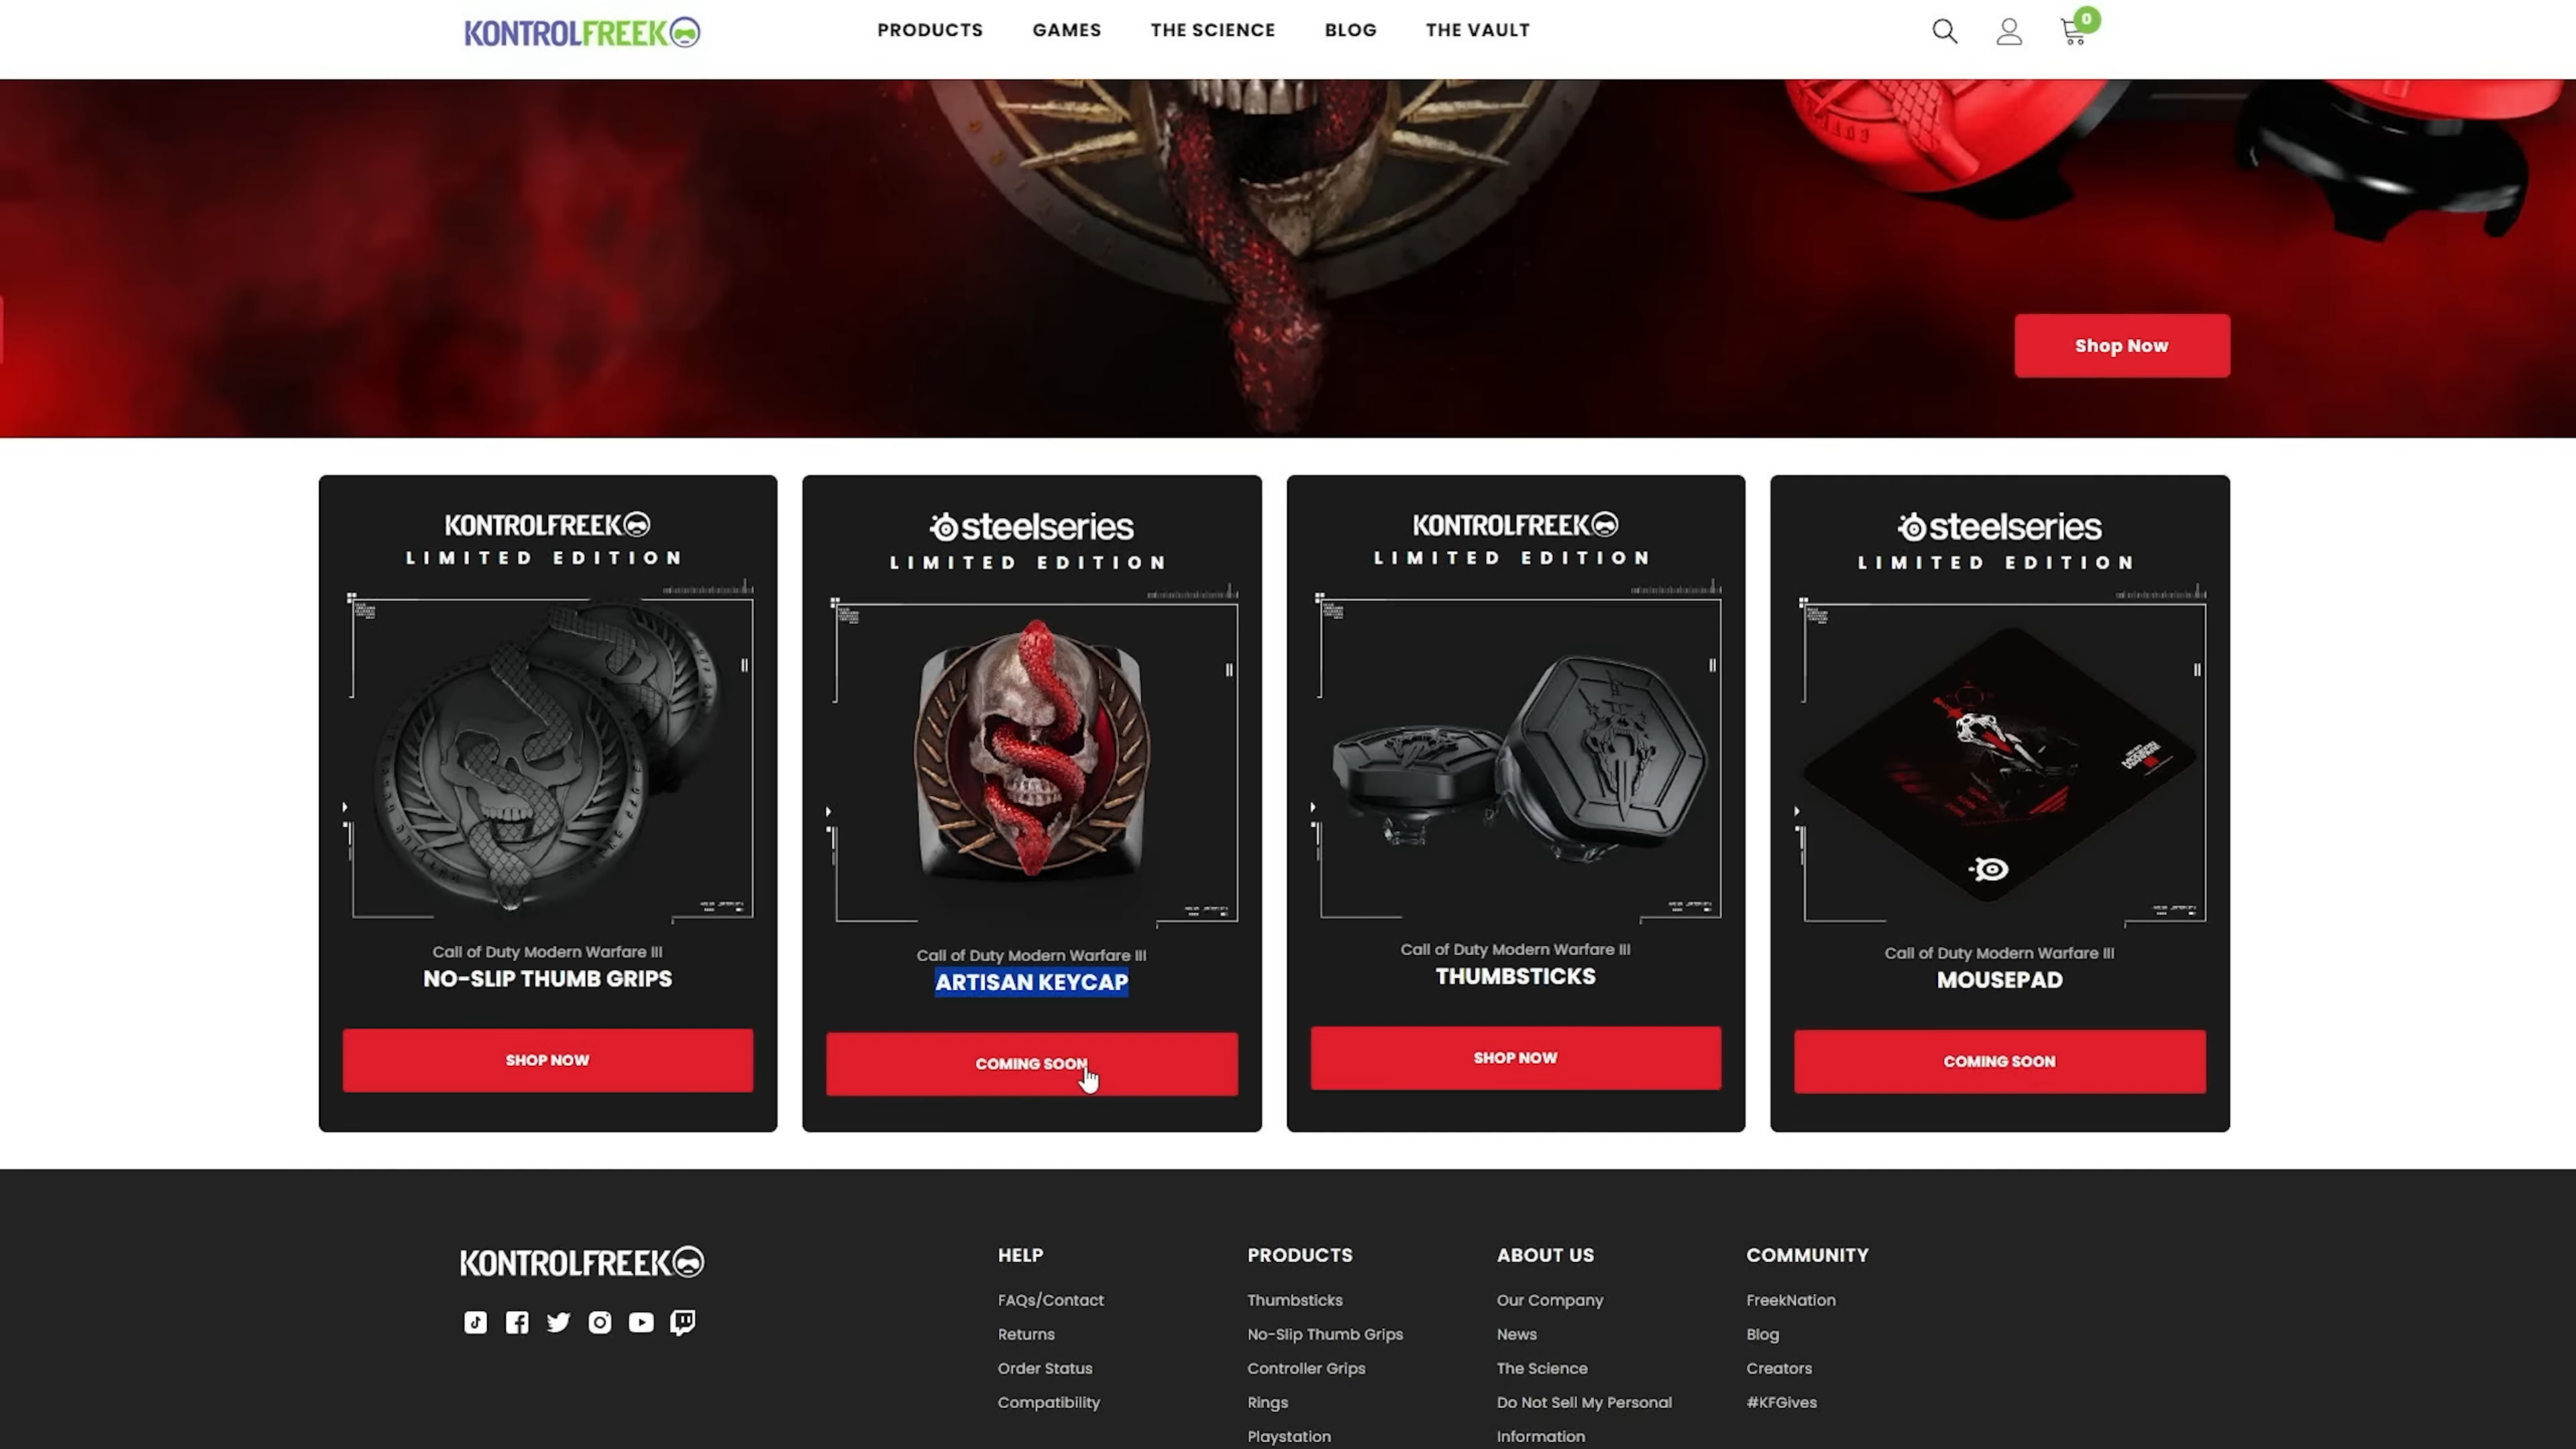 KONTROLFREEK
PRODUCTS
GAMES
THE SCIENCE
BLOG
THE VAULT
0
Shop Now
KONTROLFREEK
LIMITED EDITION
Call of Duty Modern Warfare III
NO-SLIP THUMB GRIPS
SHOP NOW
steelseries
LIMITED EDITION
Call of Duty Modern Warfare III
ARTISAN KEYCAP
COMING SOON
KONTROLFREEK
LIMITED EDITION
Call of Duty Modern Warfare III
THUMBSTICKS
SHOP NOW
steelseries
LIMITED EDITION
Call of Duty Modern Warfare III
MOUSEPAD
COMING SOON
KONTROLFREEK
HELP
FAQs/Contact
Returns
Order Status
Compatibility
PRODUCTS
Thumbsticks
No-Slip Thumb Grips
Controller Grips
Rings
Playstation
ABOUT US
Our Company
News
The Science
Do Not Sell My Personal
Information
COMMUNITY
FreekNation
Blog
Creators
#KFGives